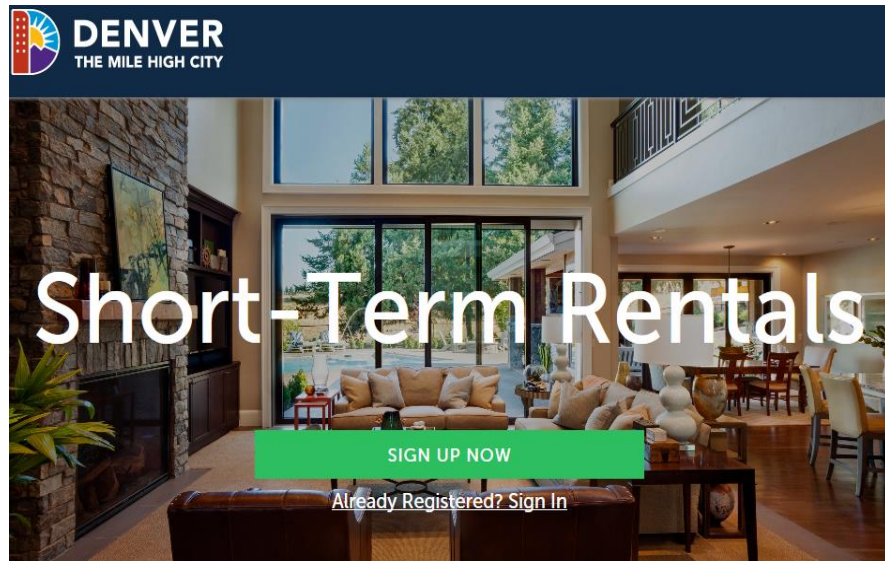 DENVER
THE MILE HIGH CITY
Short-Term Rentals
SIGN UP NOW
Already Registered? Sign In